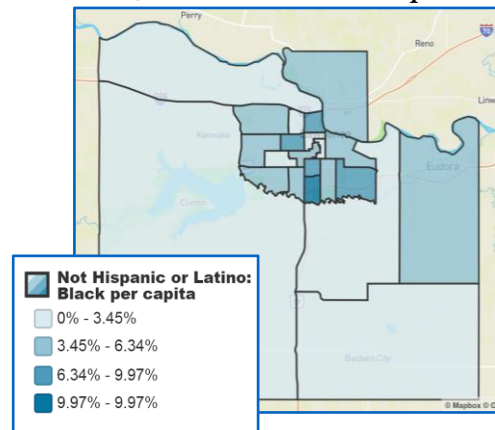 Perry
Reno
70
Kanwaka
Eudora
Clinton
Baldwin City
© Mapbox © O
Not Hispanic or Latino:
Black per capita
0% - 3.45%
3.45% - 6.34%
6.34% - 9.97%
9.97% - 9.97%